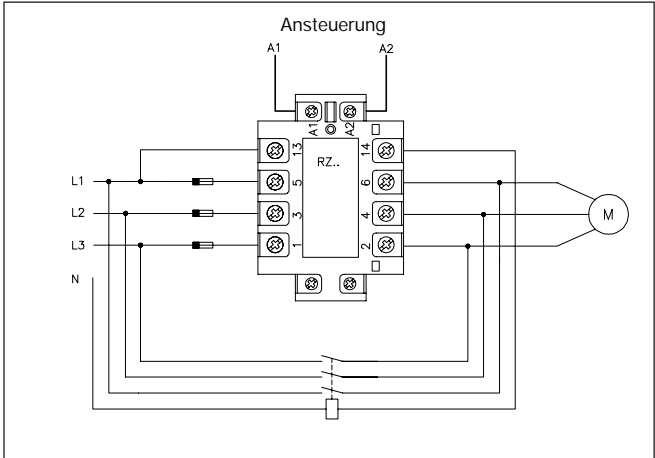 Ansteuerung
A1 A2
A1 A2
13 RZ.. 14
L1 5 6
L2 3 4 M
L3 1 2
N